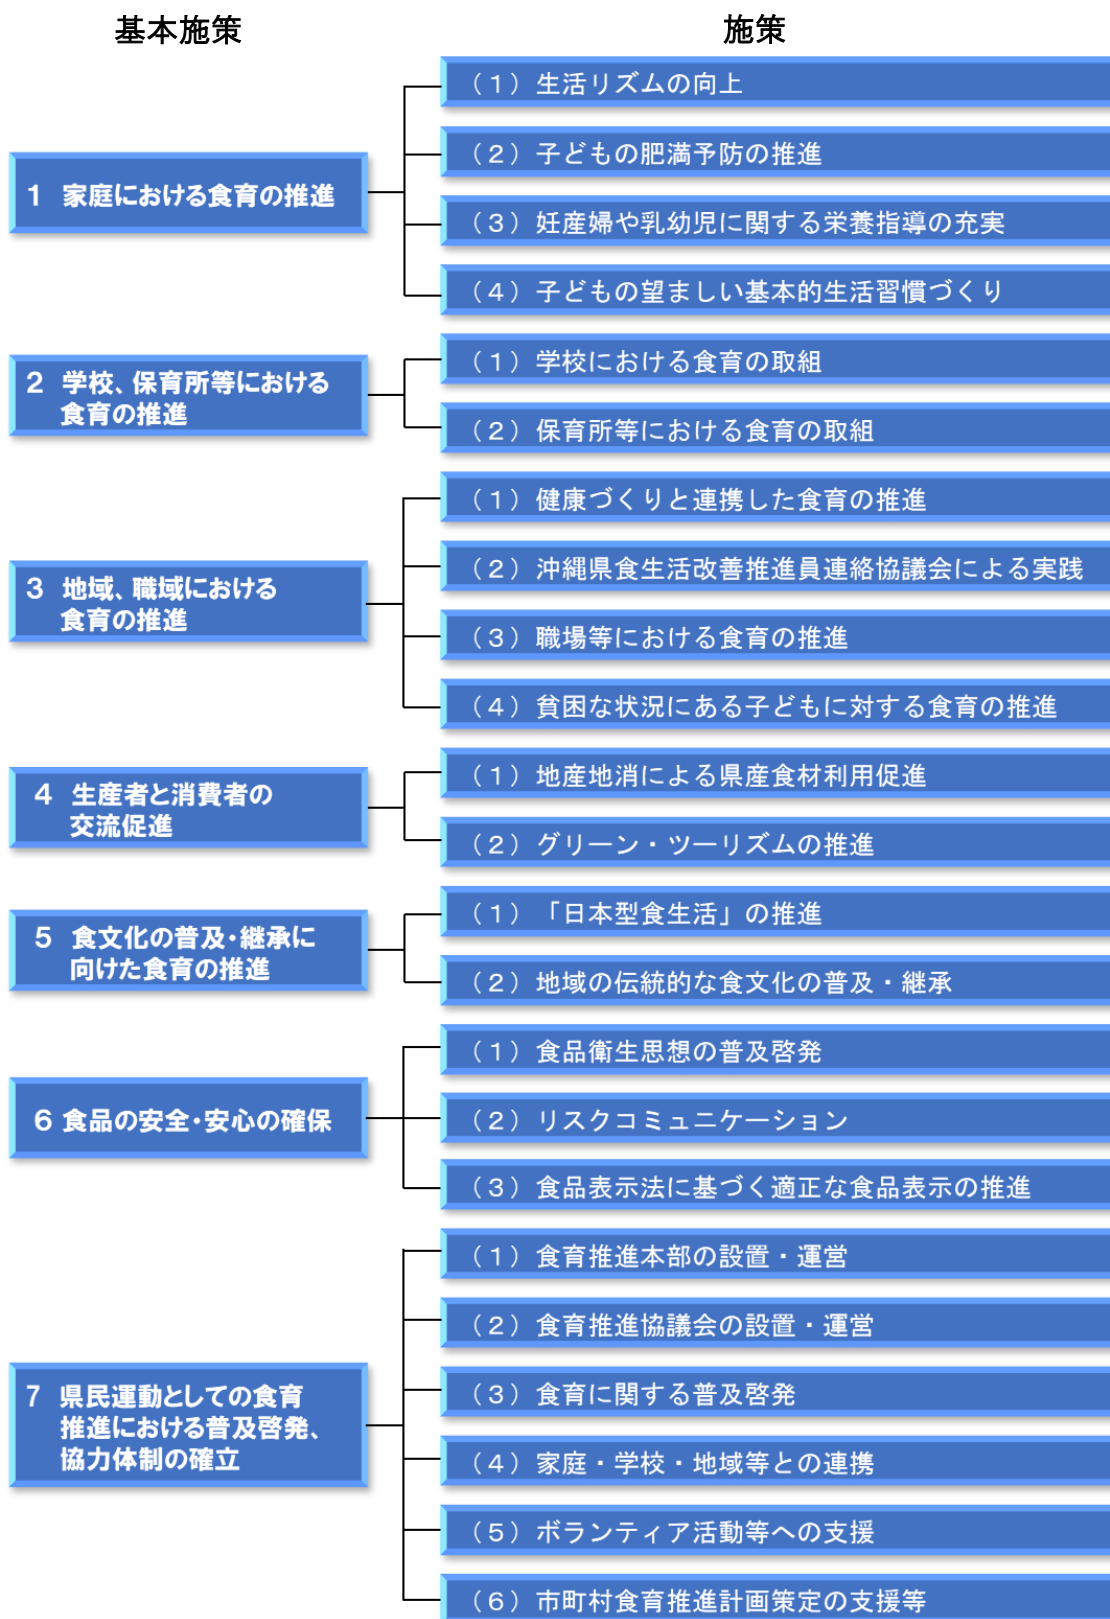 基本施策
施策
1 家庭における食育の推進
（１）生活リズムの向上
（２）子どもの肥満予防の推進
（３）妊産婦や乳幼児に関する栄養指導の充実
（４）子どもの望ましい基本的生活習慣づくり
2 学校、保育所等における
食育の推進
（１）学校における食育の取組
（２）保育所等における食育の取組
3 地域、職域における
食育の推進
（１）健康づくりと連携した食育の推進
（２）沖縄県食生活改善推進員連絡協議会による実践
（３）職場等における食育の推進
（４）貧困な状況にある子どもに対する食育の推進
4 生産者と消費者の
交流促進
（１）地産地消による県産食材利用促進
（２）グリーン・ツーリズムの推進
5 食文化の普及・継承に
向けた食育の推進
（１）「日本型食生活」の推進
（２）地域の伝統的な食文化の普及・継承
6 食品の安全・安心の確保
（１）食品衛生思想の普及啓発
（２）リスクコミュニケーション
（３）食品表示法に基づく適正な食品表示の推進
7 県民運動としての食育
推進における普及啓発、
協力体制の確立
（１）食育推進本部の設置・運営
（２）食育推進協議会の設置・運営
（３）食育に関する普及啓発
（４）家庭・学校・地域等との連携
（５）ボランティア活動等への支援
（６）市町村食育推進計画策定の支援等